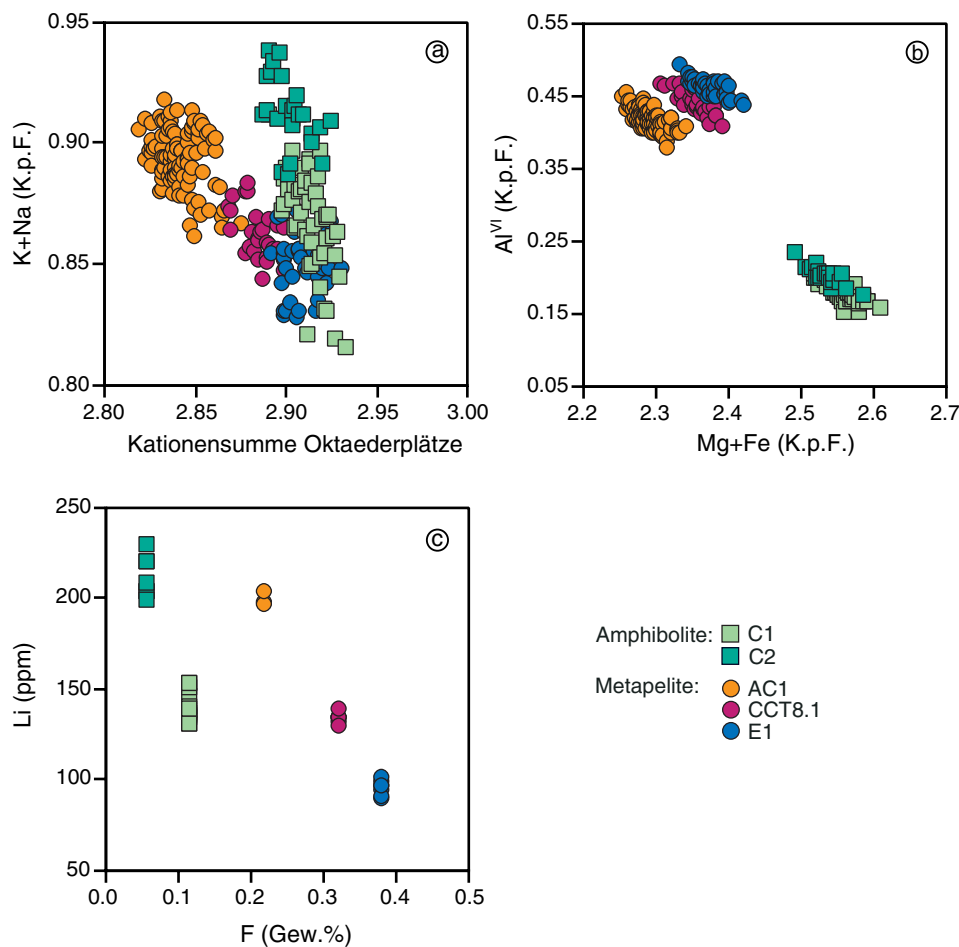 0.95
0.90
0.85
0.80
K+Na (K.p.F.)
a
2.80 2.85 2.90 2.95 3.00
Kationensumme Oktaederplätze
0.55
0.45
0.35
0.25
0.15
0.05
Al^VI (K.p.F.)
b
2.2 2.3 2.4 2.5 2.6 2.7
Mg+Fe (K.p.F.)
250
200
150
100
50
Li (ppm)
c
0.0 0.1 0.2 0.3 0.4 0.5
F (Gew.%)
Amphibolite: C1
C2
Metapelite: AC1
CCT8.1
E1